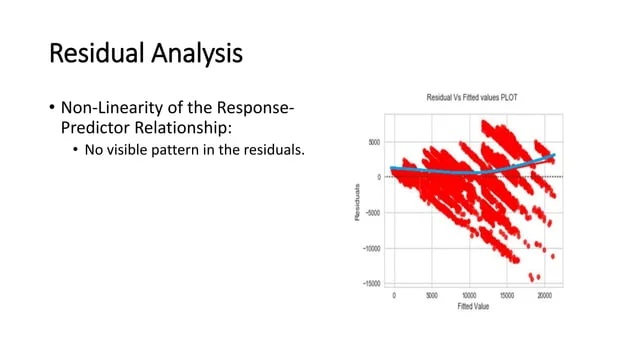 Residual Analysis
• Non-Linearity of the Response-
Predictor Relationship:
• No visible pattern in the residuals.
Residual Vs Fitted values PLOT
5000
0
−5000
−10000
−15000
Residuals
0 5000 10000 15000 20000
Fitted Value